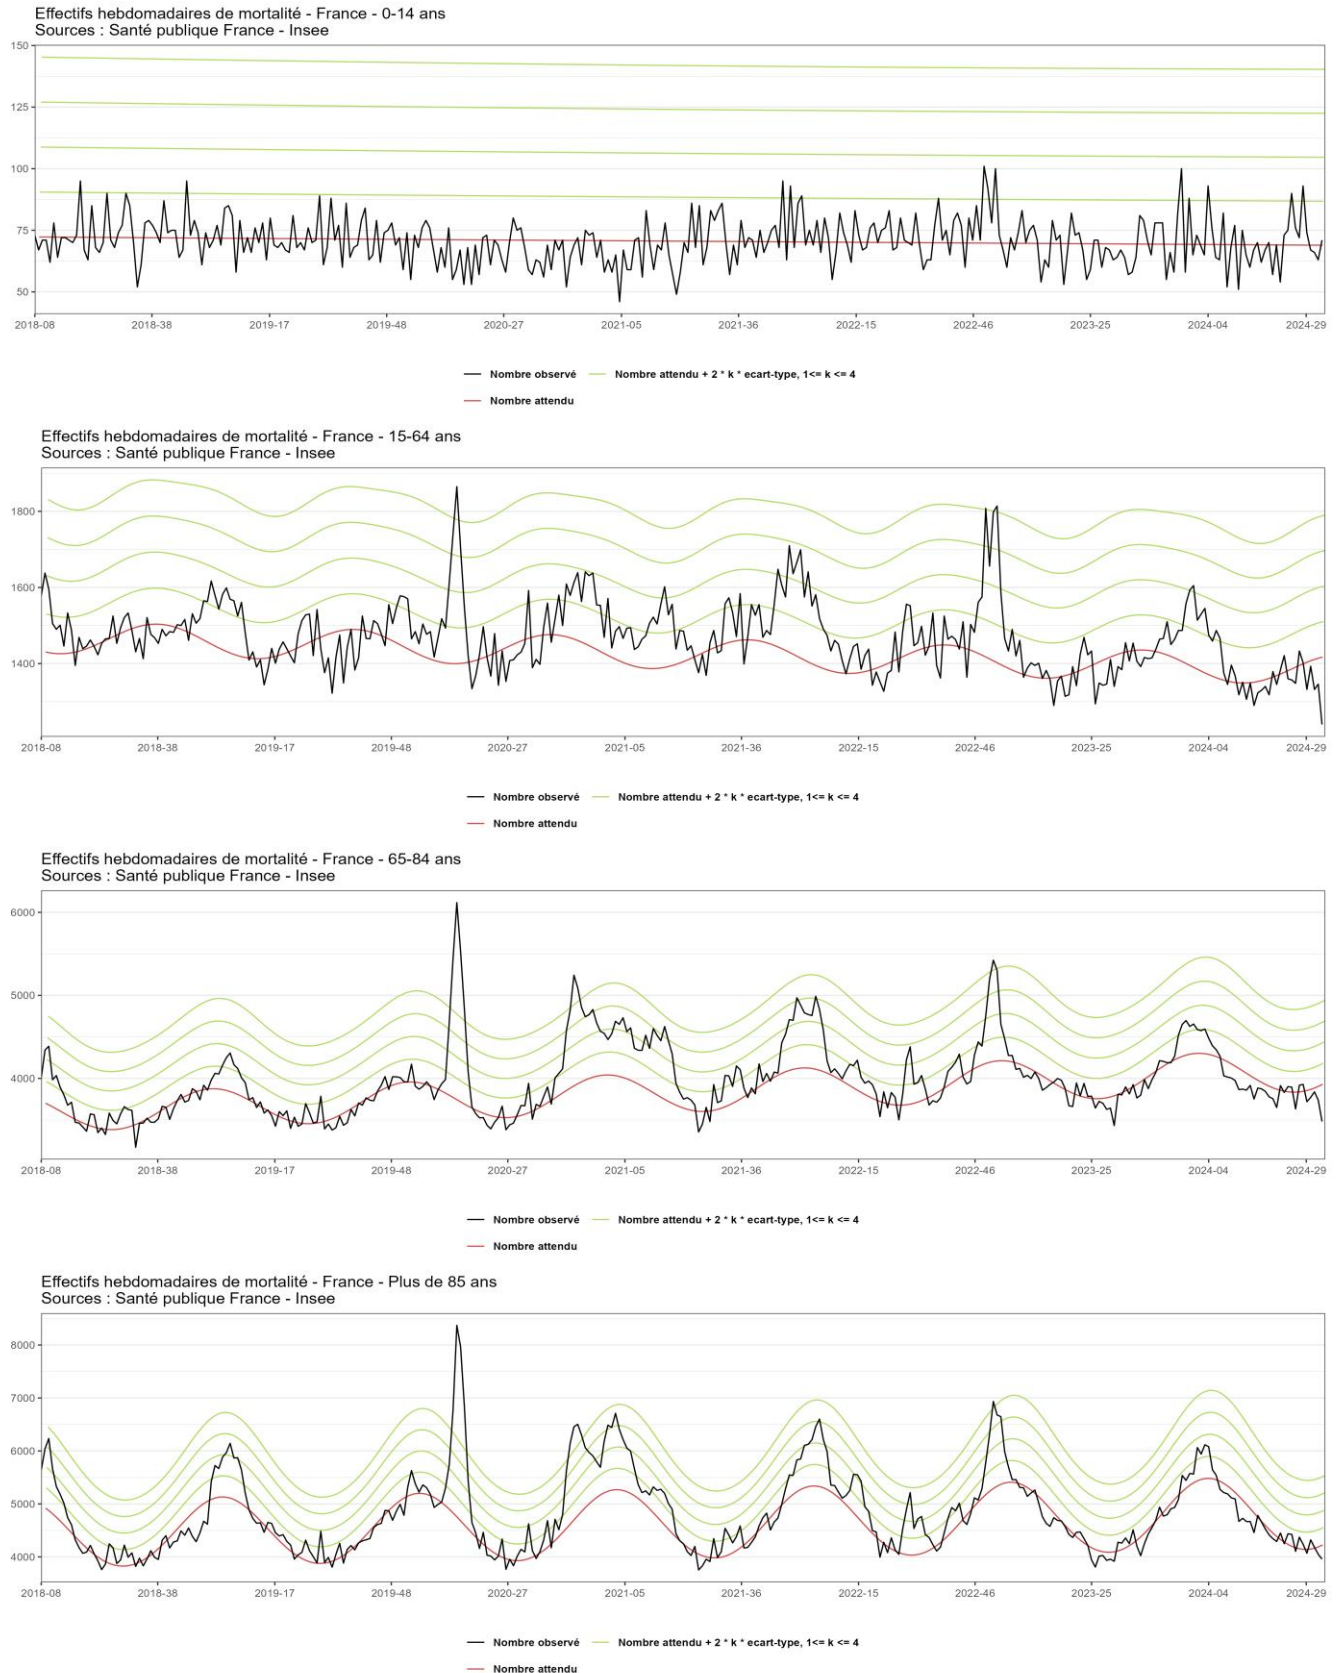 Effectifs hebdomadaires de mortalité - France - 0-14 ans
Sources : Santé publique France - Insee
150
125
100
75
50
2018-08 2018-38 2019-17 2019-48 2020-27 2021-05 2021-36 2022-15 2022-46 2023-25 2024-04 2024-29
Nombre observé Nombre attendu + 2 * k * ecart-type, 1<= k <= 4
Nombre attendu
Effectifs hebdomadaires de mortalité - France - 15-64 ans
Sources : Santé publique France - Insee
1800
1600
1400
2018-08 2018-38 2019-17 2019-48 2020-27 2021-05 2021-36 2022-15 2022-46 2023-25 2024-04 2024-29
Nombre observé Nombre attendu + 2 * k * ecart-type, 1<= k <= 4
Nombre attendu
Effectifs hebdomadaires de mortalité - France - 65-84 ans
Sources : Santé publique France - Insee
6000
5000
4000
2018-08 2018-38 2019-17 2019-48 2020-27 2021-05 2021-36 2022-15 2022-46 2023-25 2024-04 2024-29
Nombre observé Nombre attendu + 2 * k * ecart-type, 1<= k <= 4
Nombre attendu
Effectifs hebdomadaires de mortalité - France - Plus de 85 ans
Sources : Santé publique France - Insee
8000
7000
6000
5000
4000
2018-08 2018-38 2019-17 2019-48 2020-27 2021-05 2021-36 2022-15 2022-46 2023-25 2024-04 2024-29
Nombre observé Nombre attendu + 2 * k * ecart-type, 1<= k <= 4
Nombre attendu